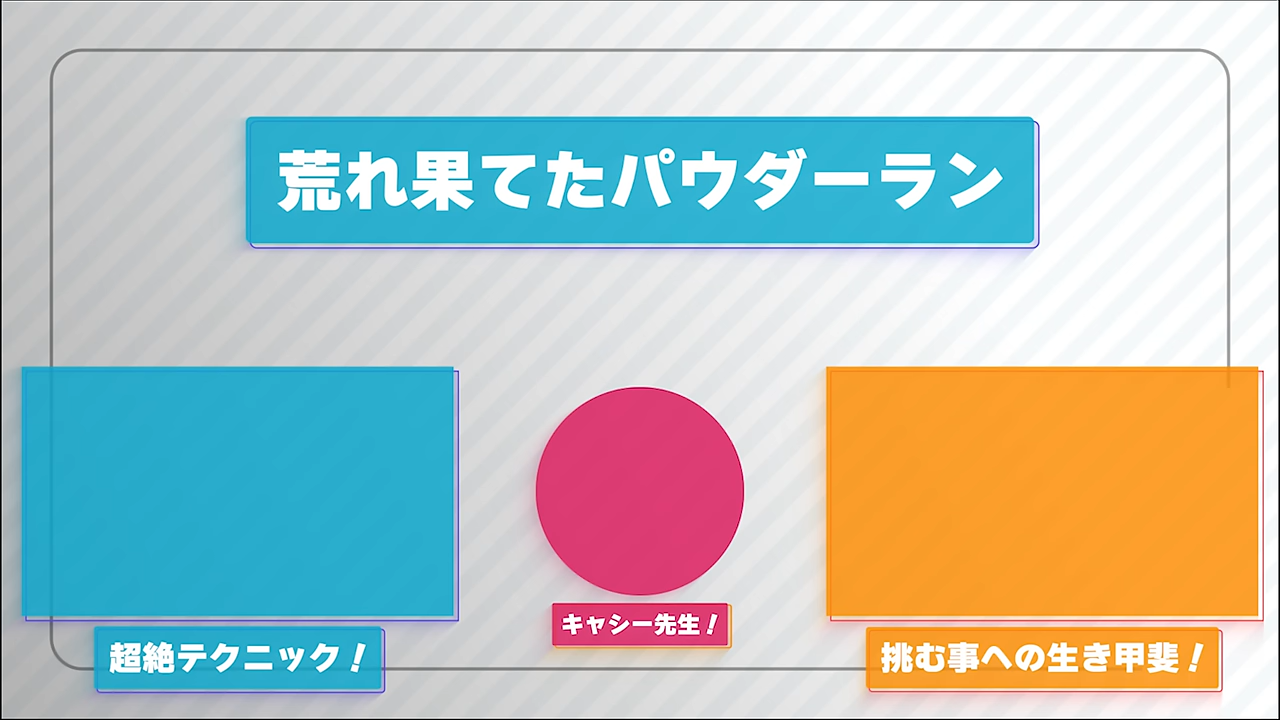 荒れ果てたパウダーラン
キャシー先生！
超絶テクニック！
挑む事への生き甲斐！